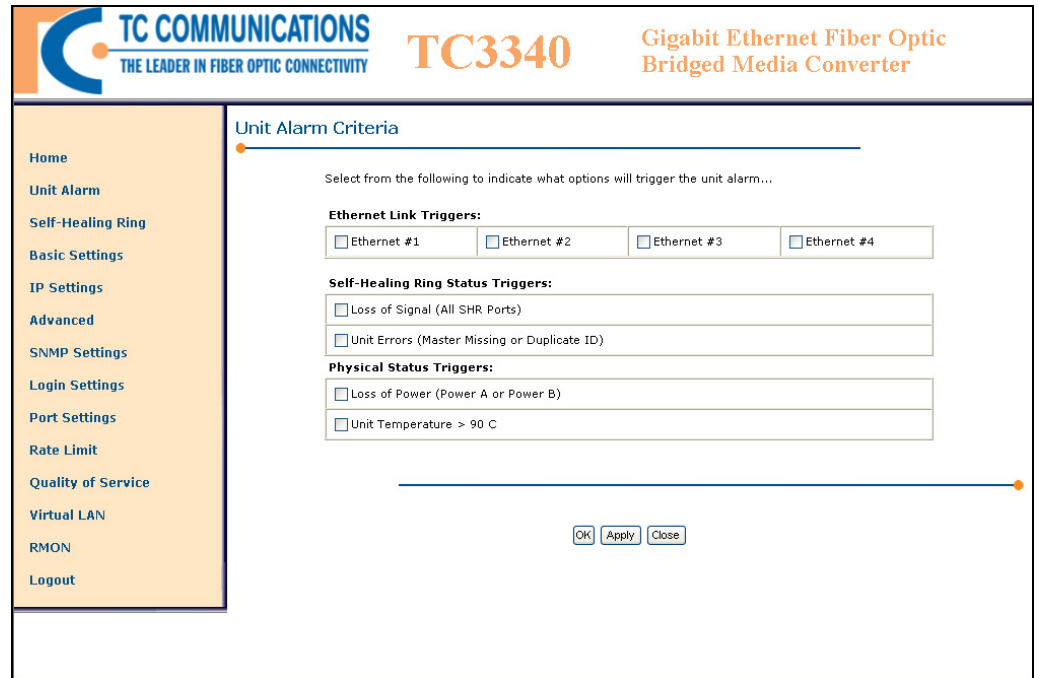 TC COMMUNICATIONS
THE LEADER IN FIBER OPTIC CONNECTIVITY
TC3340
Gigabit Ethernet Fiber Optic
Bridged Media Converter
Home
Unit Alarm
Self-Healing Ring
Basic Settings
IP Settings
Advanced
SNMP Settings
Login Settings
Port Settings
Rate Limit
Quality of Service
Virtual LAN
RMON
Logout
Unit Alarm Criteria
Select from the following to indicate what options will trigger the unit alarm...
Ethernet Link Triggers:
Ethernet #1 Ethernet #2 Ethernet #3 Ethernet #4
Self-Healing Ring Status Triggers:
Loss of Signal (All SHR Ports)
Unit Errors (Master Missing or Duplicate ID)
Physical Status Triggers:
Loss of Power (Power A or Power B)
Unit Temperature > 90 C
OK Apply Close